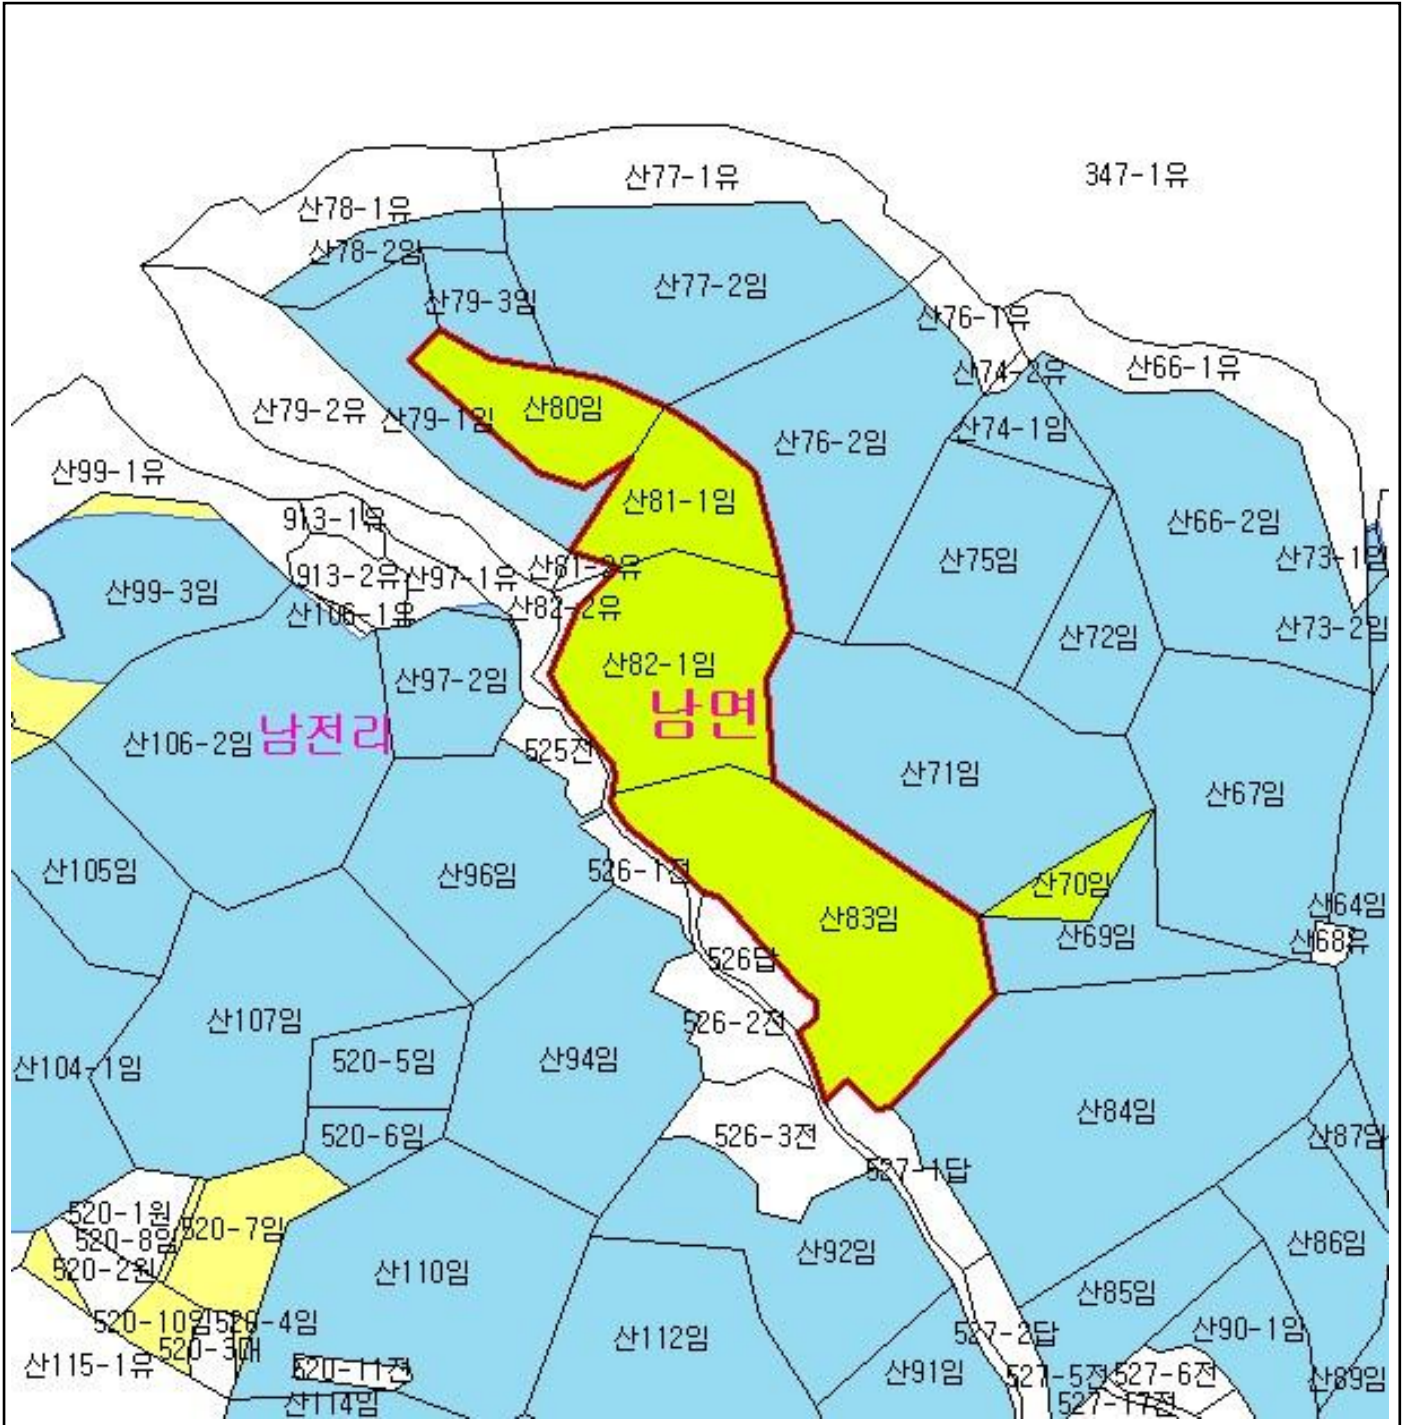 산77-1유
347-1유
산78-1유
산78-2임
산77-2임
산79-3임
산76-1유
산74-2유
산66-1유
산79-2유
산79-1임
산80임
산76-2임
산74-1임
산99-1유
산81-1임
913-1유
산66-2임
산75임
산73-1임
산81-2유
913-2유
산97-1유
산99-3임
산106-1유
산82-2유
산72임
산73-2임
산82-1임
산97-2임
남면
남전리
산106-2임
525전
산71임
산67임
산105임
산96임
526-1전
산70임
산64임
산83임
산69임
산68유
526답
산107임
526-2전
산104-1임
520-5임
산94임
산84임
520-6임
526-3전
산87임
527-1답
520-1원
520-7임
520-8임
산86임
산92임
520-2원
산110임
산85임
520-10임
520-4임
산112임
527-2답
산90-1임
520-3대
산115-1유
520-11전
산91임
527-5전
527-6전
산89임
산114임
527-17전